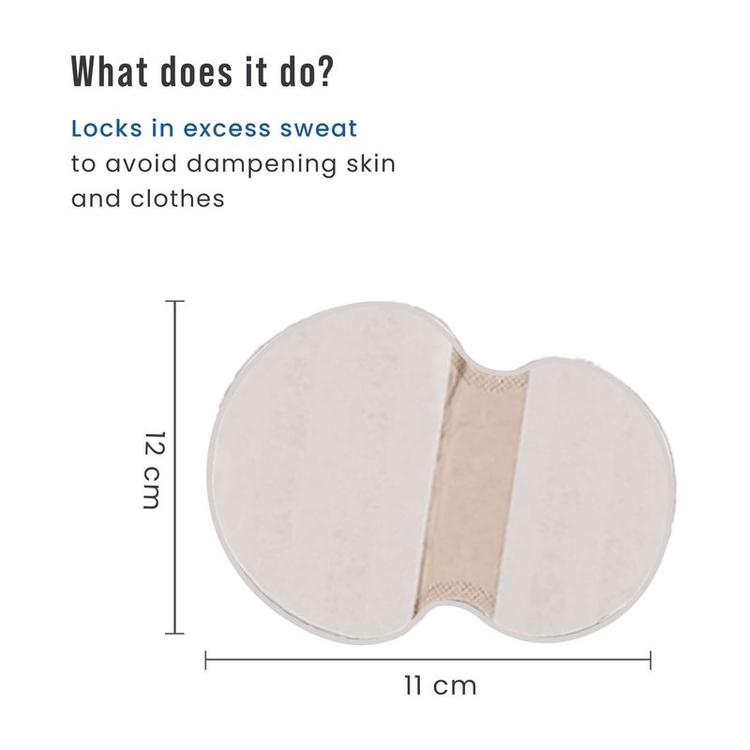 What does it do?
Locks in excess sweat
to avoid dampening skin
and clothes
12 cm
11 cm